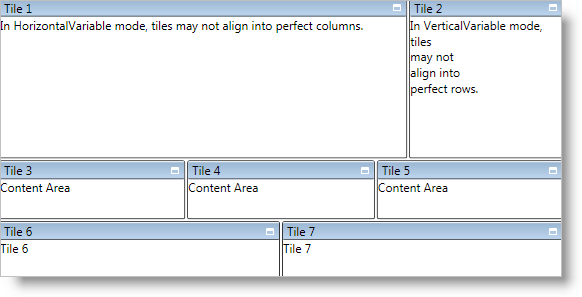 Tile 1
In HorizontalVariable mode, tiles may not align into perfect columns.
Tile 2
In VerticalVariable mode,
tiles
may not
align into
perfect rows.
Tile 3
Content Area
Tile 4
Content Area
Tile 5
Content Area
Tile 6
Tile 6
Tile 7
Tile 7